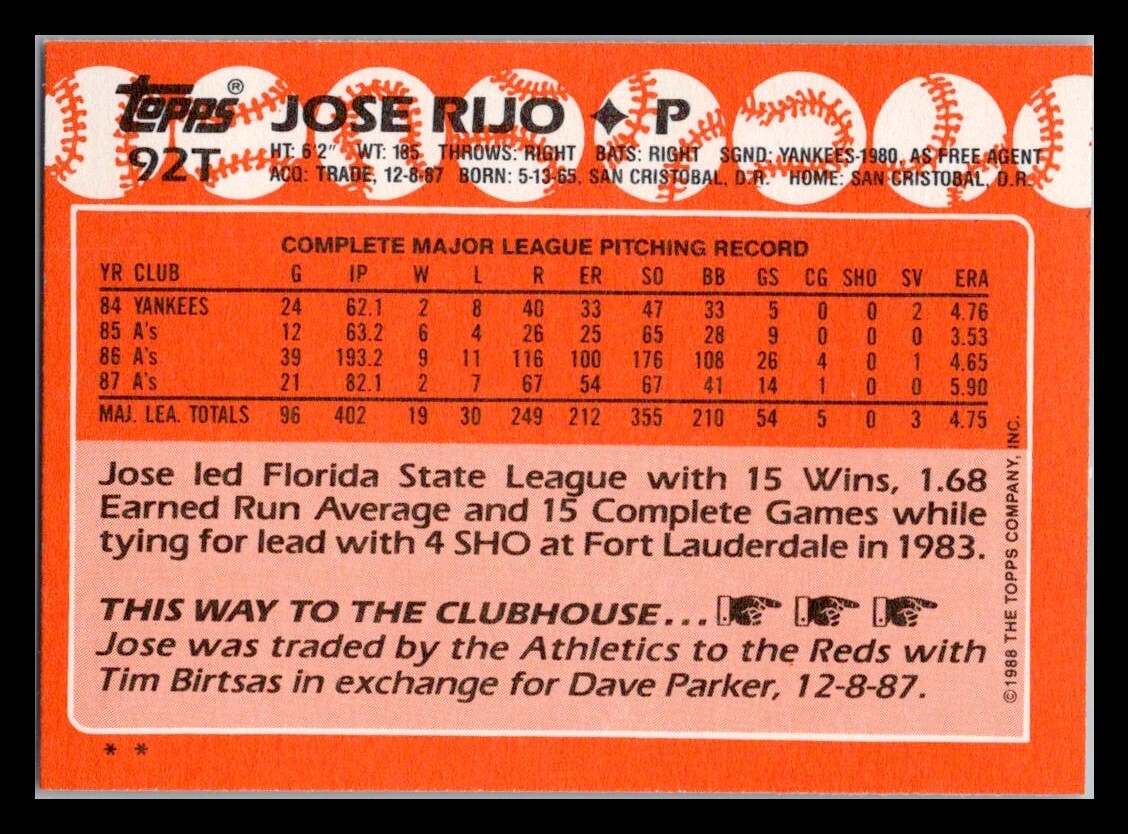 topps®
JOSE RIJO ✦ P
92T
HT: 6'2" WT: 185 THROWS: RIGHT BATS: RIGHT SGND: YANKEES-1980, AS FREE AGENT
ACQ: TRADE, 12-8-87 BORN: 5-13-65, SAN CRISTOBAL, D.R. HOME: SAN CRISTOBAL, D.R.
COMPLETE MAJOR LEAGUE PITCHING RECORD
YR CLUB G IP W L R ER SO BB GS CG SHO SV ERA
84 YANKEES 24 62.1 2 8 40 33 47 33 5 0 0 2 4.76
85 A's 12 63.2 6 4 26 25 65 28 9 0 0 0 3.53
86 A's 39 193.2 9 11 116 100 176 108 26 4 0 1 4.65
87 A's 21 82.1 2 7 67 54 67 41 14 1 0 0 5.90
MAJ. LEA. TOTALS 96 402 19 30 249 212 355 210 54 5 0 3 4.75
Jose led Florida State League with 15 Wins, 1.68
Earned Run Average and 15 Complete Games while
tying for lead with 4 SHO at Fort Lauderdale in 1983.
THIS WAY TO THE CLUBHOUSE...
Jose was traded by the Athletics to the Reds with
Tim Birtsas in exchange for Dave Parker, 12-8-87.
©1988 THE TOPPS COMPANY, INC.
* *